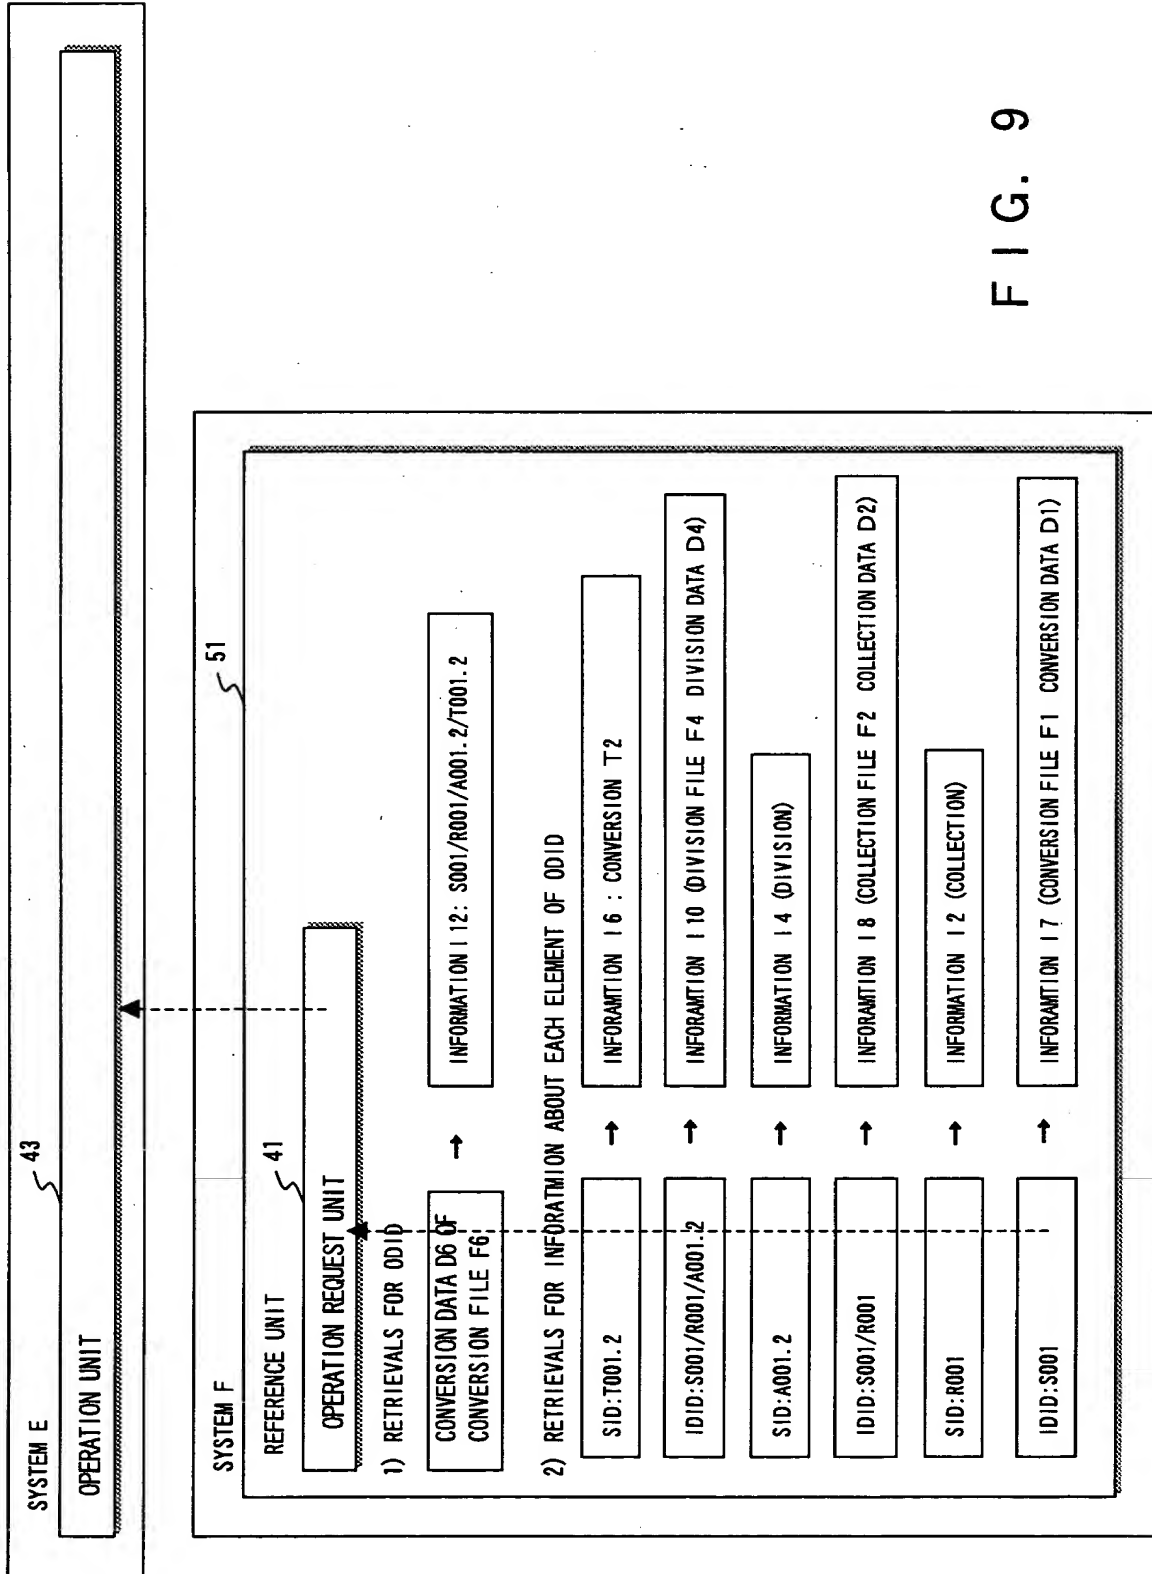 SYSTEM E
43
OPERATION UNIT
SYSTEM F
51
REFERENCE UNIT
41
OPERATION REQUEST UNIT
1) RETRIEVALS FOR ODID
CONVERSION DATA D6 OF
CONVERSION FILE F6
→
INFORMATION I12: S001/R001/A001.2/T001.2
2) RETRIEVALS FOR INFORATMION ABOUT EACH ELEMENT OF ODID
SID:T001.2
→
INFORAMTION I6 : CONVERSION T2
IDID:S001/R001/A001.2
→
INFORAMTION I10 (DIVISION FILE F4 DIVISION DATA D4)
SID:A001.2
→
INFORMATION I4 (DIVISION)
IDID:S001/R001
→
INFORAMTION I8 (COLLECTION FILE F2 COLLECTION DATA D2)
SID:R001
→
INFORMATION I2 (COLLECTION)
IDID:S001
→
INFORAMTION I7 (CONVERSION FILE F1 CONVERSION DATA D1)
FIG. 9